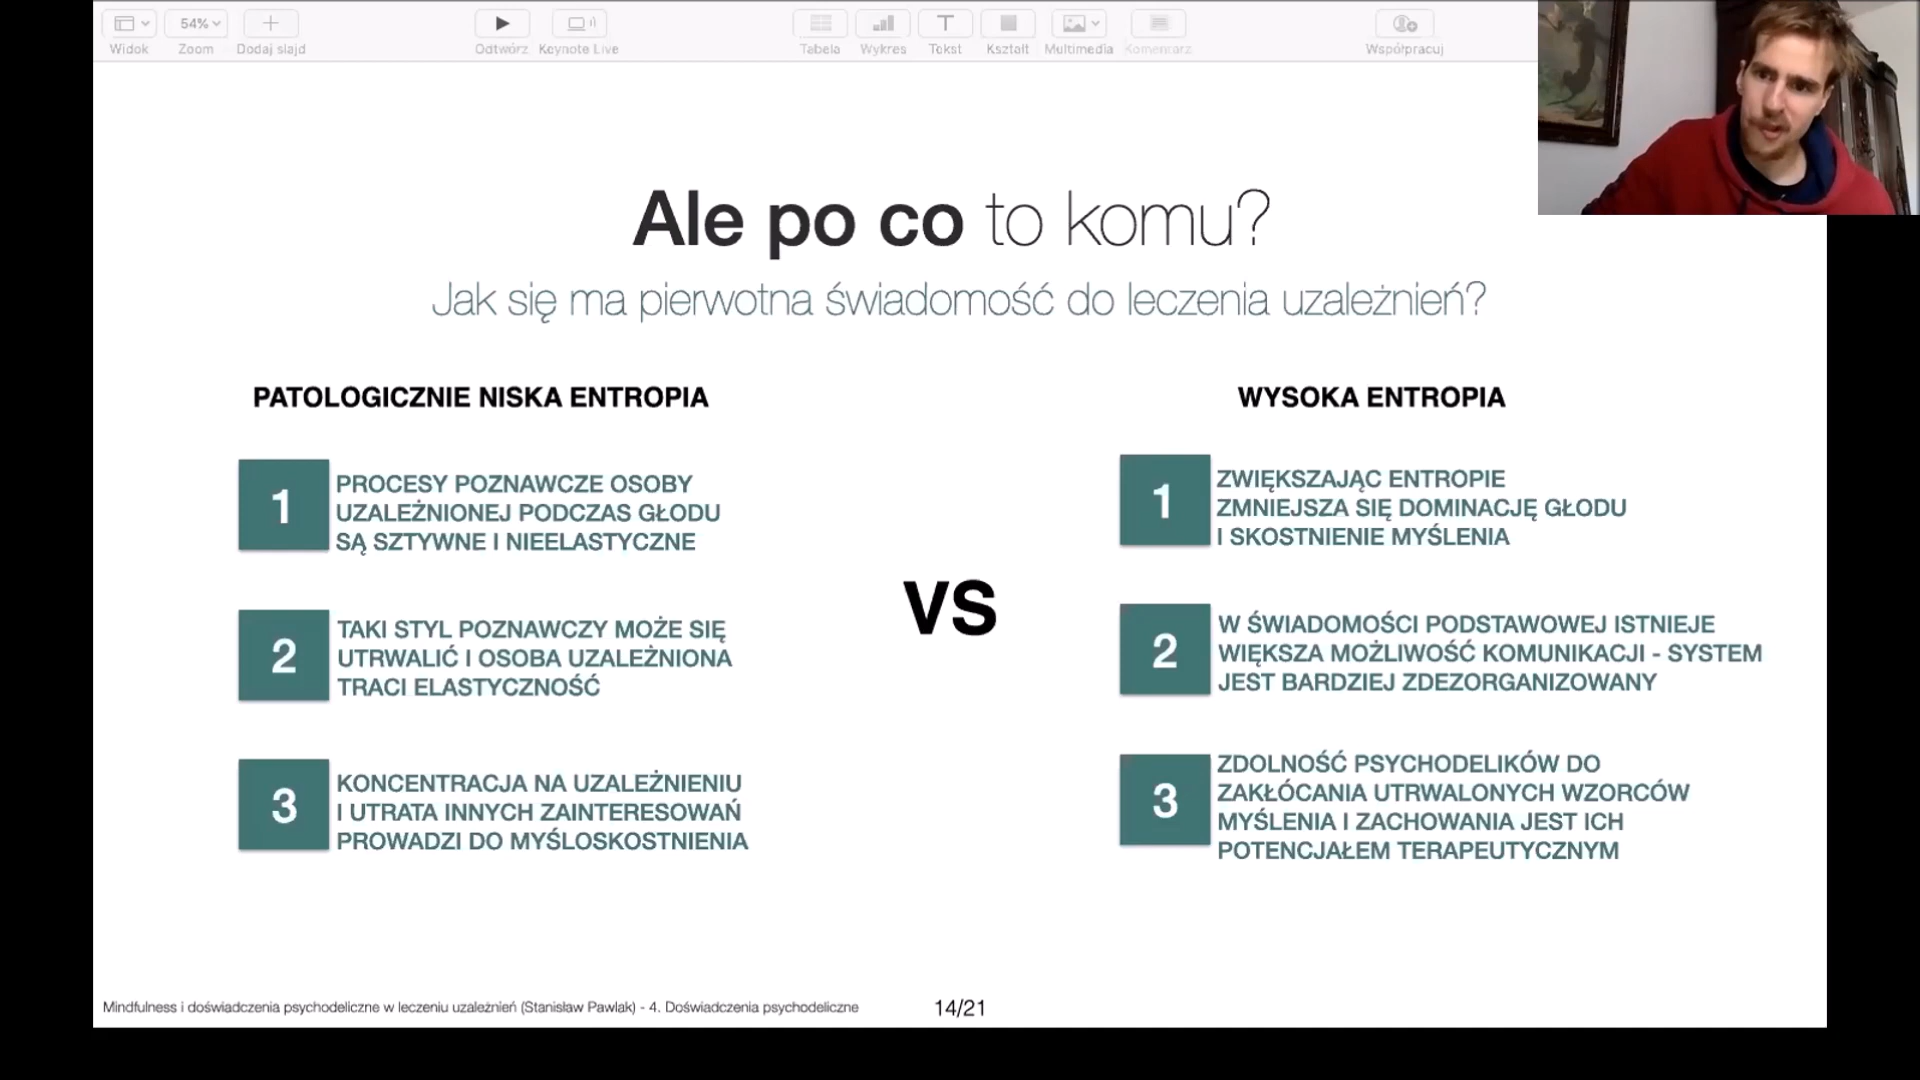 Widok
54%
Zoom
Dodaj slajd
Odtwórz
Keynote Live
Tabela
Wykres
Tekst
Kształt
Multimedia
Komentarz
Współpracuj
Ale po co to komu?
Jak się ma pierwotna świadomość do leczenia uzależnień?
PATOLOGICZNIE NISKA ENTROPIA
1
PROCESY POZNAWCZE OSOBY
UZALEŻNIONEJ PODCZAS GŁODU
SĄ SZTYWNE I NIEELASTYCZNE
2
TAKI STYL POZNAWCZY MOŻE SIĘ
UTRWALIĆ I OSOBA UZALEŻNIONA
TRACI ELASTYCZNOŚĆ
3
KONCENTRACJA NA UZALEŻNIENIU
I UTRATA INNYCH ZAINTERESOWAŃ
PROWADZI DO MYŚLOSKOSTNIENIA
VS
WYSOKA ENTROPIA
1
ZWIĘKSZAJĄC ENTROPIE
ZMNIEJSZA SIĘ DOMINACJĘ GŁODU
I SKOSTNIENIE MYŚLENIA
2
W ŚWIADOMOŚCI PODSTAWOWEJ ISTNIEJE
WIĘKSZA MOŻLIWOŚĆ KOMUNIKACJI - SYSTEM
JEST BARDZIEJ ZDEZORGANIZOWANY
3
ZDOLNOŚĆ PSYCHODELIKÓW DO
ZAKŁÓCANIA UTRWALONYCH WZORCÓW
MYŚLENIA I ZACHOWANIA JEST ICH
POTENCJAŁEM TERAPEUTYCZNYM
Mindfulness i doświadczenia psychodeliczne w leczeniu uzależnień (Stanisław Pawlak) - 4. Doświadczenia psychodeliczne
14/21